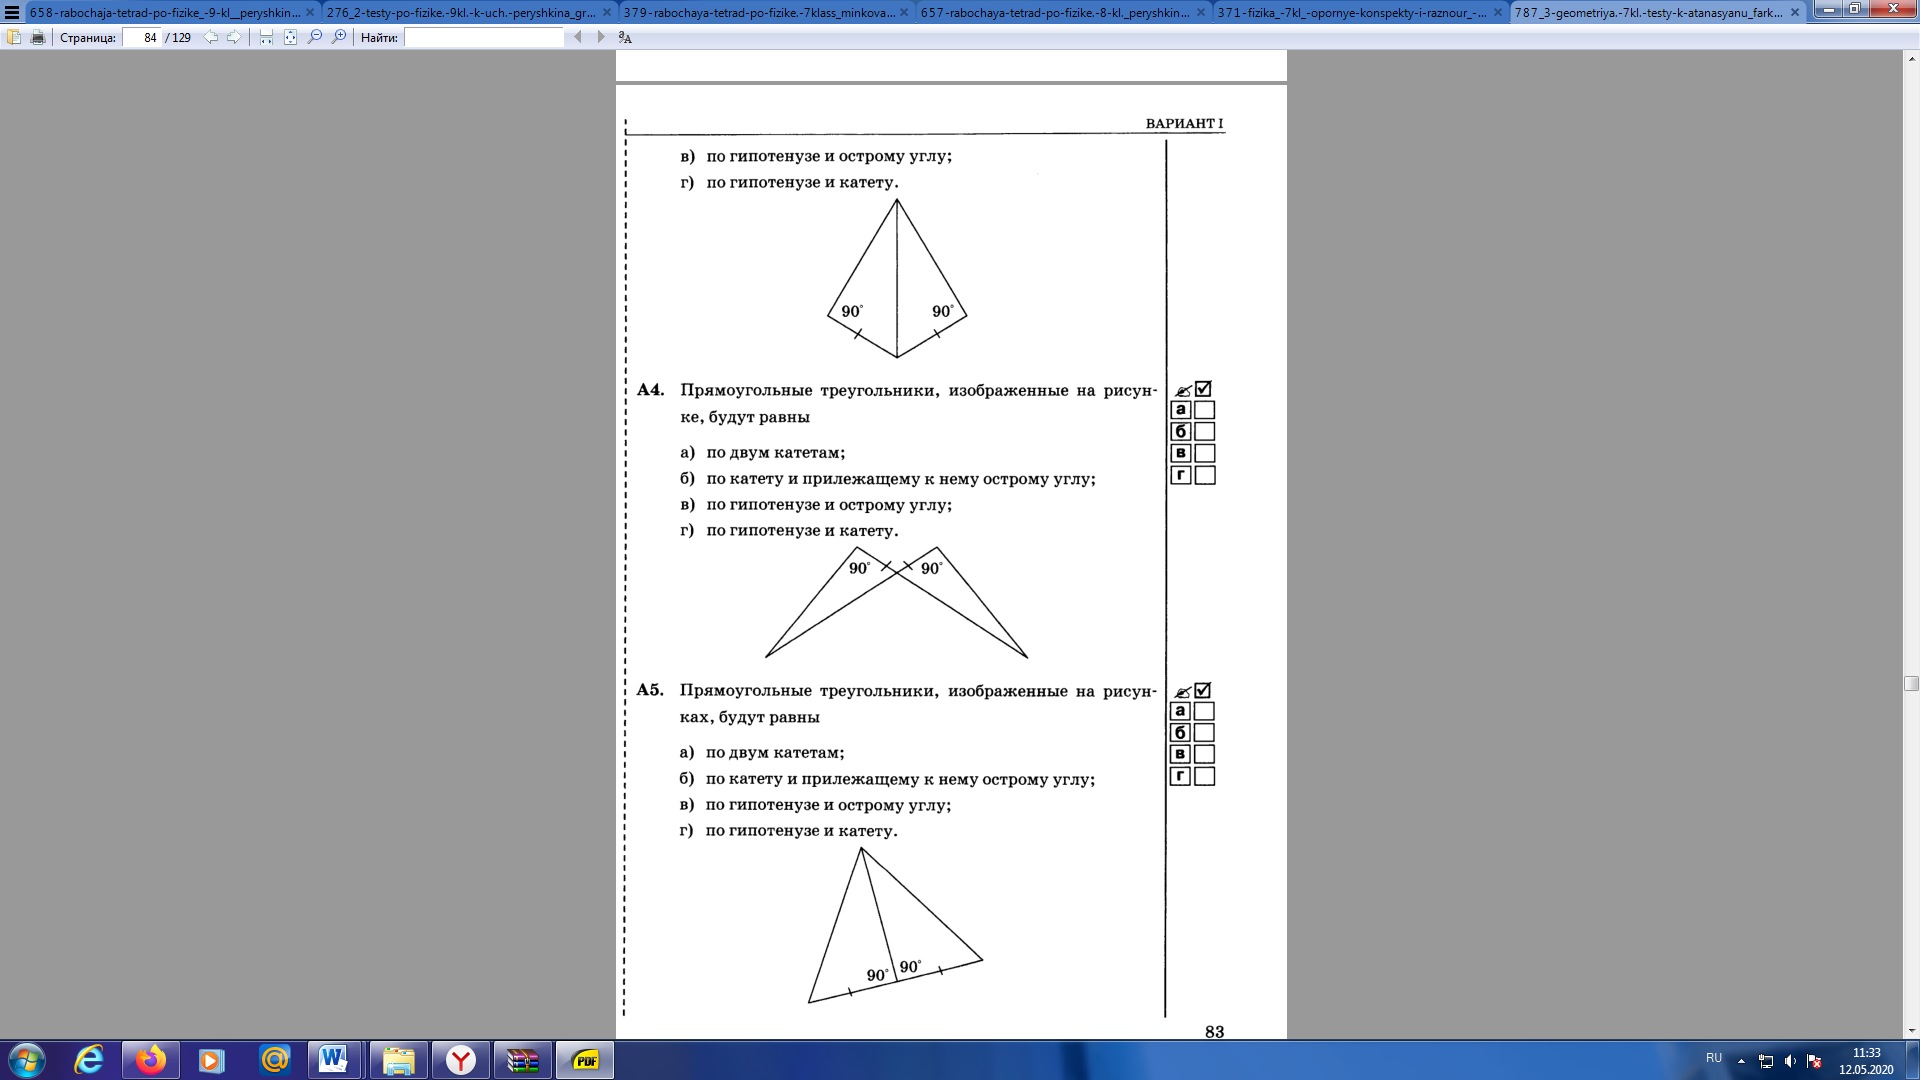 658-rabochaja-tetrad-po-fizike_-9-kl__peryshkin...
276_2-testy-po-fizike.-9kl.-k-uch.-peryshkina_gr...
379-rabochaya-tetrad-po-fizike.-7klass_minkova...
657-rabochaja-tetrad-po-fizike.-8-kl._peryshkin...
371-fizika_-7kl_-opornye-konspekty-i-raznour_-...
787_3-geometriya.-7kl.-testy-k-atanasyanu_fark...
Страница: 84 / 129 Найти:
ВАРИАНТ I
в) по гипотенузе и острому углу;
г) по гипотенузе и катету.
90° 90°
А4. Прямоугольные треугольники, изображенные на рисун-
ке, будут равны
а) по двум катетам;
б) по катету и прилежащему к нему острому углу;
в) по гипотенузе и острому углу;
г) по гипотенузе и катету.
а
б
в
г
90° 90°
А5. Прямоугольные треугольники, изображенные на рисун-
ках, будут равны
а) по двум катетам;
б) по катету и прилежащему к нему острому углу;
в) по гипотенузе и острому углу;
г) по гипотенузе и катету.
а
б
в
г
90° 90°
83
PDF
RU
11:33
12.05.2020